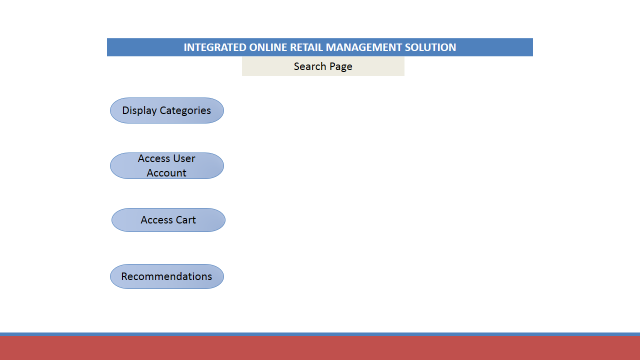 INTEGRATED ONLINE RETAIL MANAGEMENT SOLUTION
Search Page
Display Categories
Access User
Account
Access Cart
Recommendations